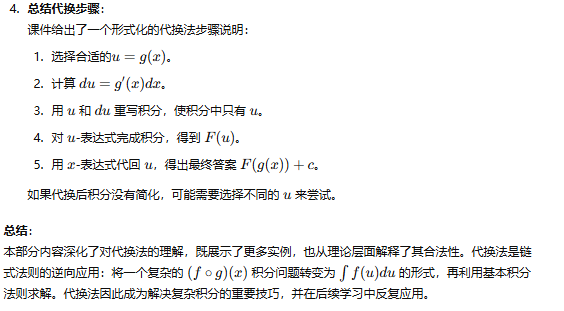 4. 总结代换步骤：
课件给出了一个形式化的代换法步骤说明：
1. 选择合适的u = g(x)。
2. 计算 du = g′(x)dx。
3. 用 u 和 du 重写积分，使积分中只有 u。
4. 对 u-表达式完成积分，得到 F(u)。
5. 用 x-表达式代回 u，得出最终答案 F(g(x)) + c。
如果代换后积分没有简化，可能需要选择不同的 u 来尝试。
总结：
本部分内容深化了对代换法的理解，既展示了更多实例，也从理论层面解释了其合法性。代换是链
式法则的逆向应用：将一个复杂的 (f ∘ g)(x) 积分问题转变为 ∫ f(u)du 的形式，再利用基本积分
法则求解。代换法因此成为解决复杂积分的重要技巧，并在后续学习中反复应用。